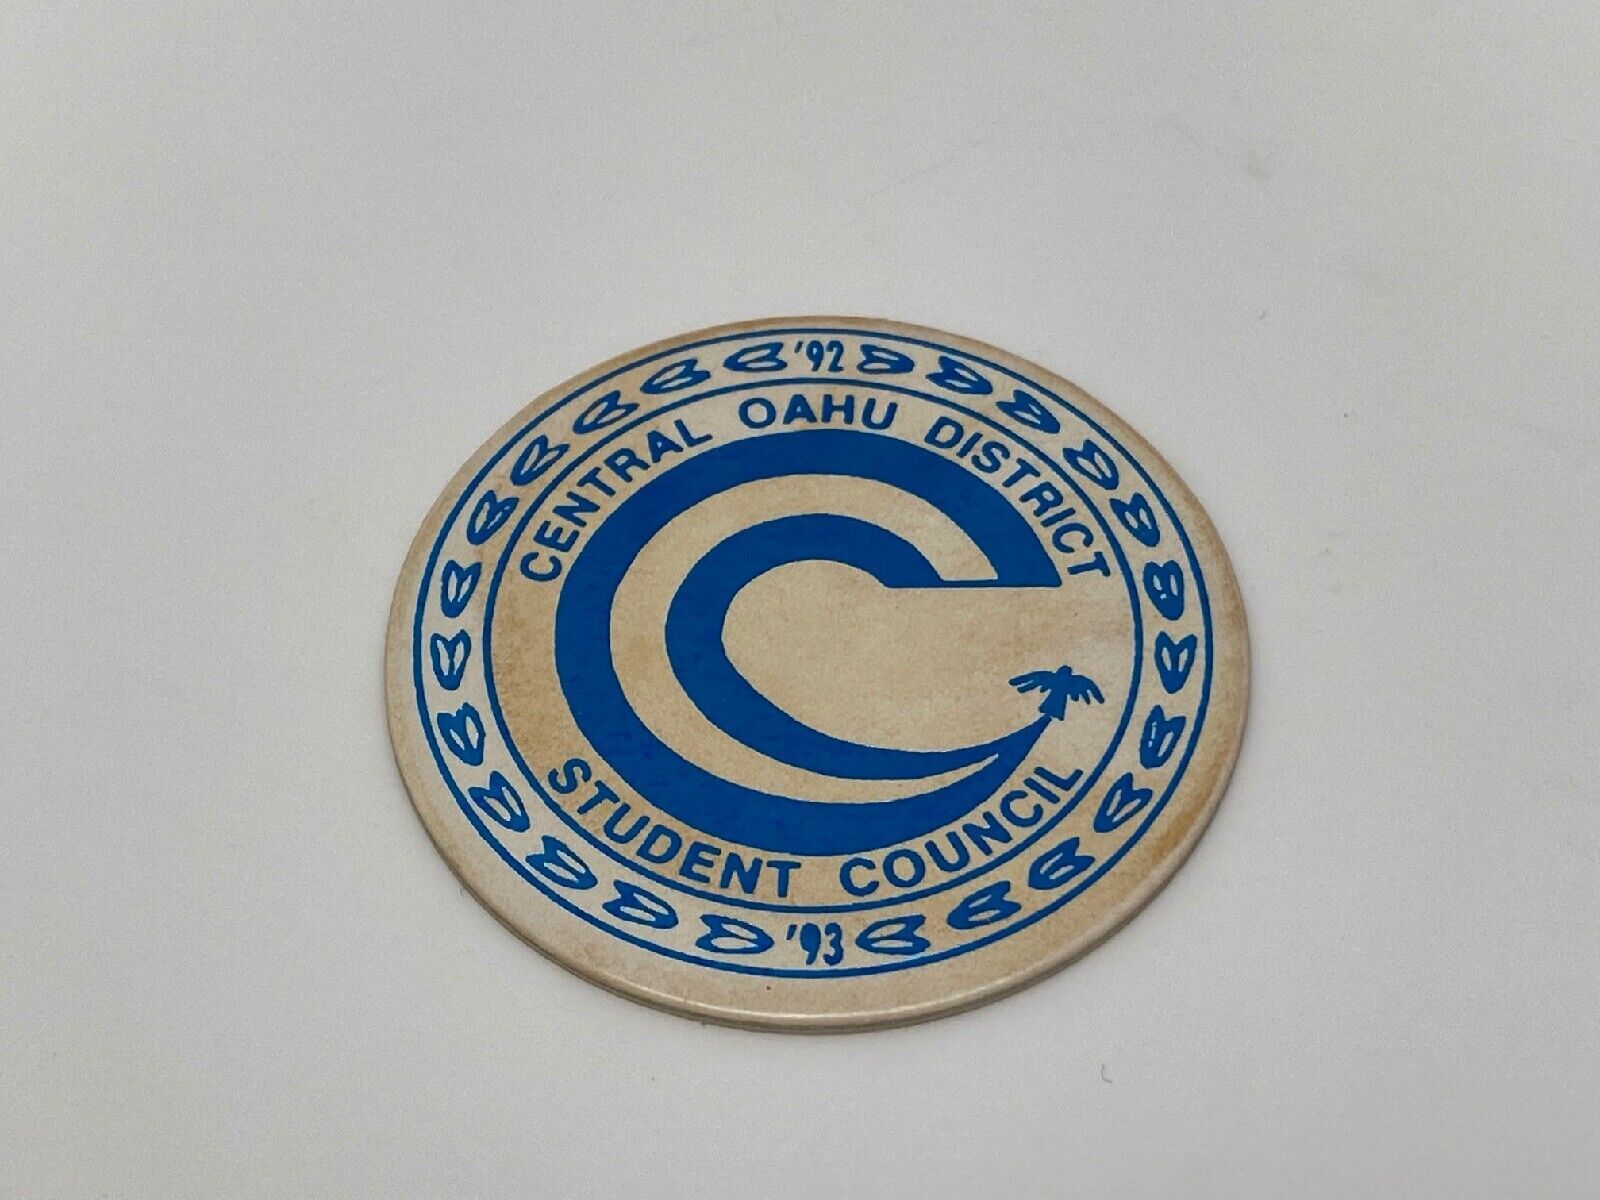 '92
CENTRAL OAHU DISTRICT
STUDENT COUNCIL
'93